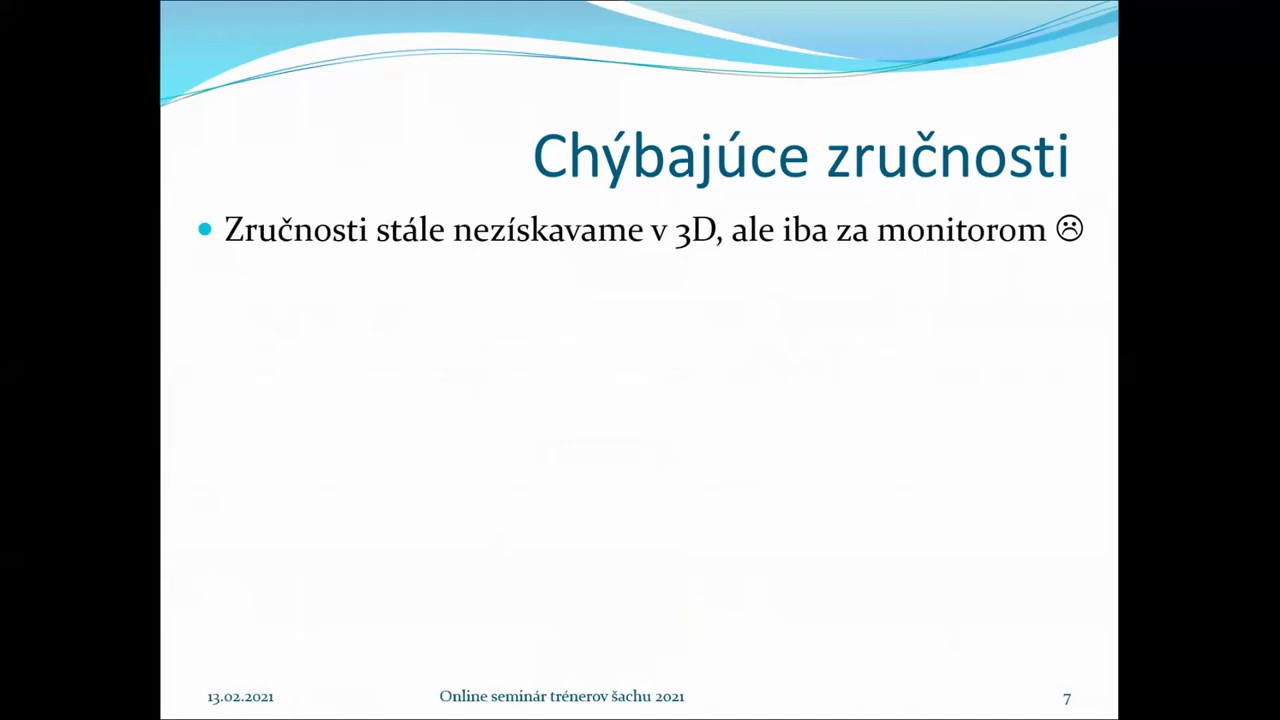 Chýbajúce zručnosti
• Zručnosti stále nezískavame v 3D, ale iba za monitorom ☹
13.02.2021
Online seminár trénerov šachu 2021
7